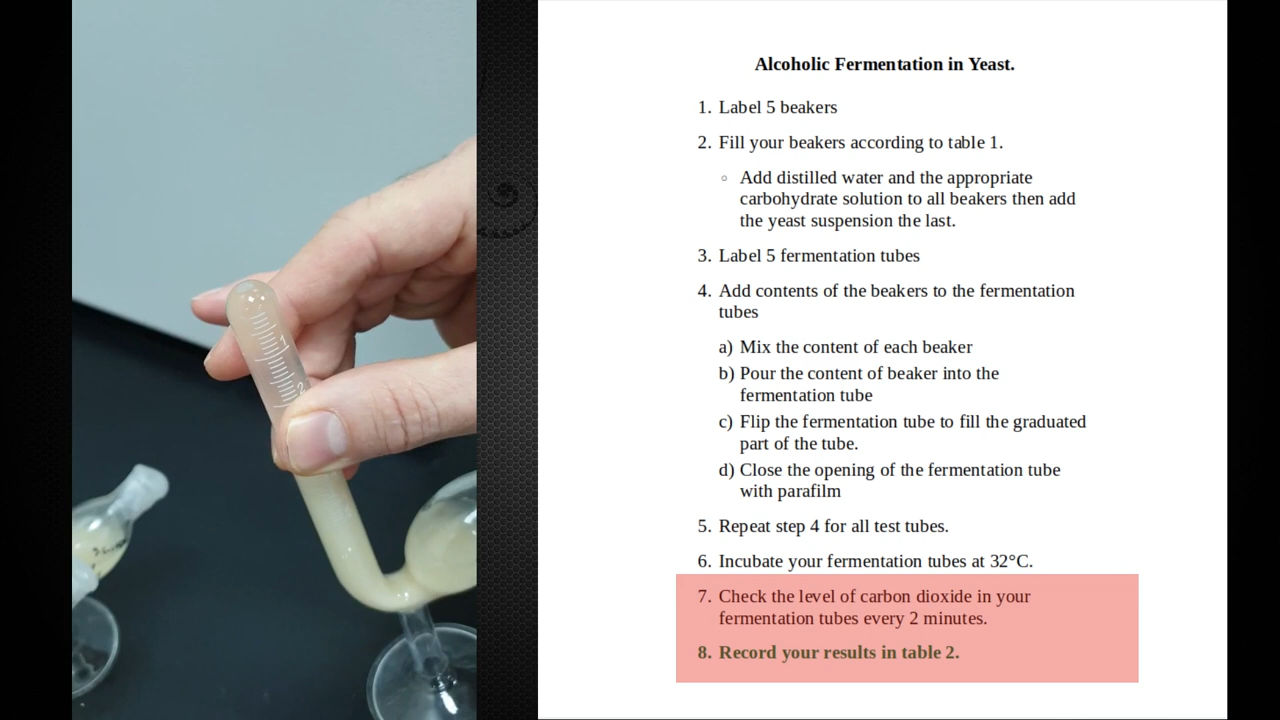 Alcoholic Fermentation in Yeast.
1. Label 5 beakers
2. Fill your beakers according to table 1.
◦ Add distilled water and the appropriate
carbohydrate solution to all beakers then add
the yeast suspension the last.
3. Label 5 fermentation tubes
4. Add contents of the beakers to the fermentation
tubes
a) Mix the content of each beaker
b) Pour the content of beaker into the
fermentation tube
c) Flip the fermentation tube to fill the graduated
part of the tube.
d) Close the opening of the fermentation tube
with parafilm
5. Repeat step 4 for all test tubes.
6. Incubate your fermentation tubes at 32°C.
7. Check the level of carbon dioxide in your
fermentation tubes every 2 minutes.
8. Record your results in table 2.
1
2